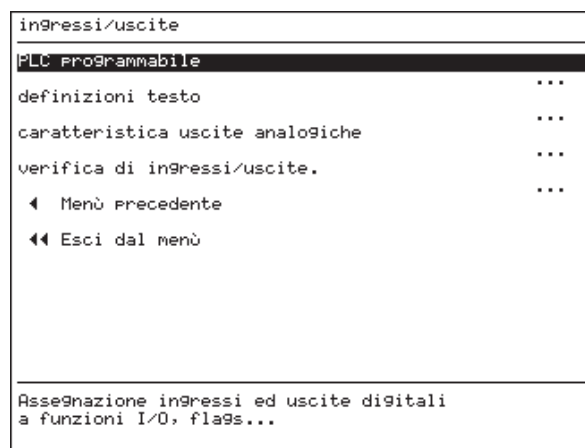 ingressi/uscite
PLC programmabile
...
definizioni testo
...
caratteristica uscite analogiche
...
verifica di ingressi/uscite.
...
Menù precedente
Esci dal menù
Assegnazione ingressi ed uscite digitali
a funzioni I/O, flags...